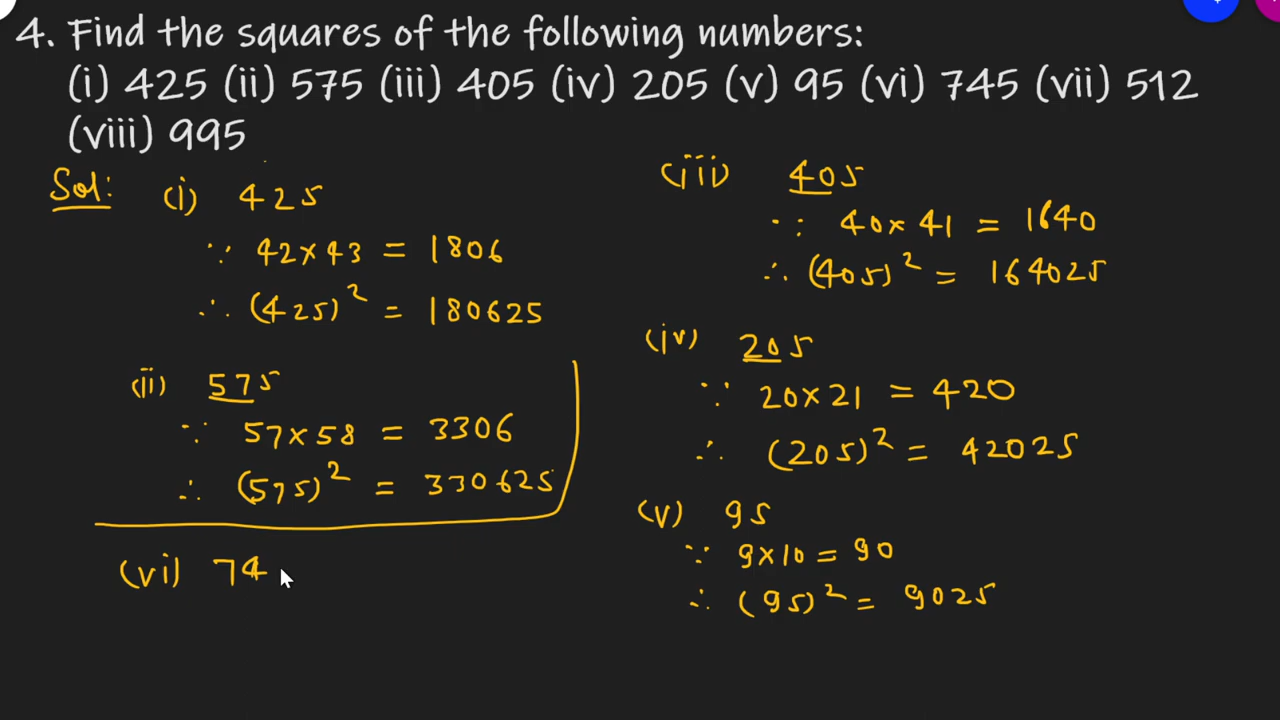 4. Find the squares of the following numbers:
(i) 425 (ii) 575 (iii) 405 (iv) 205 (v) 95 (vi) 745 (vii) 512
(viii) 995
Sol: (i) 425
∵ 42×43 = 1806
∴ (425)² = 180625
(ii) 575
∵ 57×58 = 3306
∴ (575)² = 330625
(vi) 74
(iii) 405
∵ 40×41 = 1640
∴ (405)² = 164025
(iv) 205
∵ 20×21 = 420
∴ (205)² = 42025
(v) 95
∵ 9×10 = 90
∴ (95)² = 9025